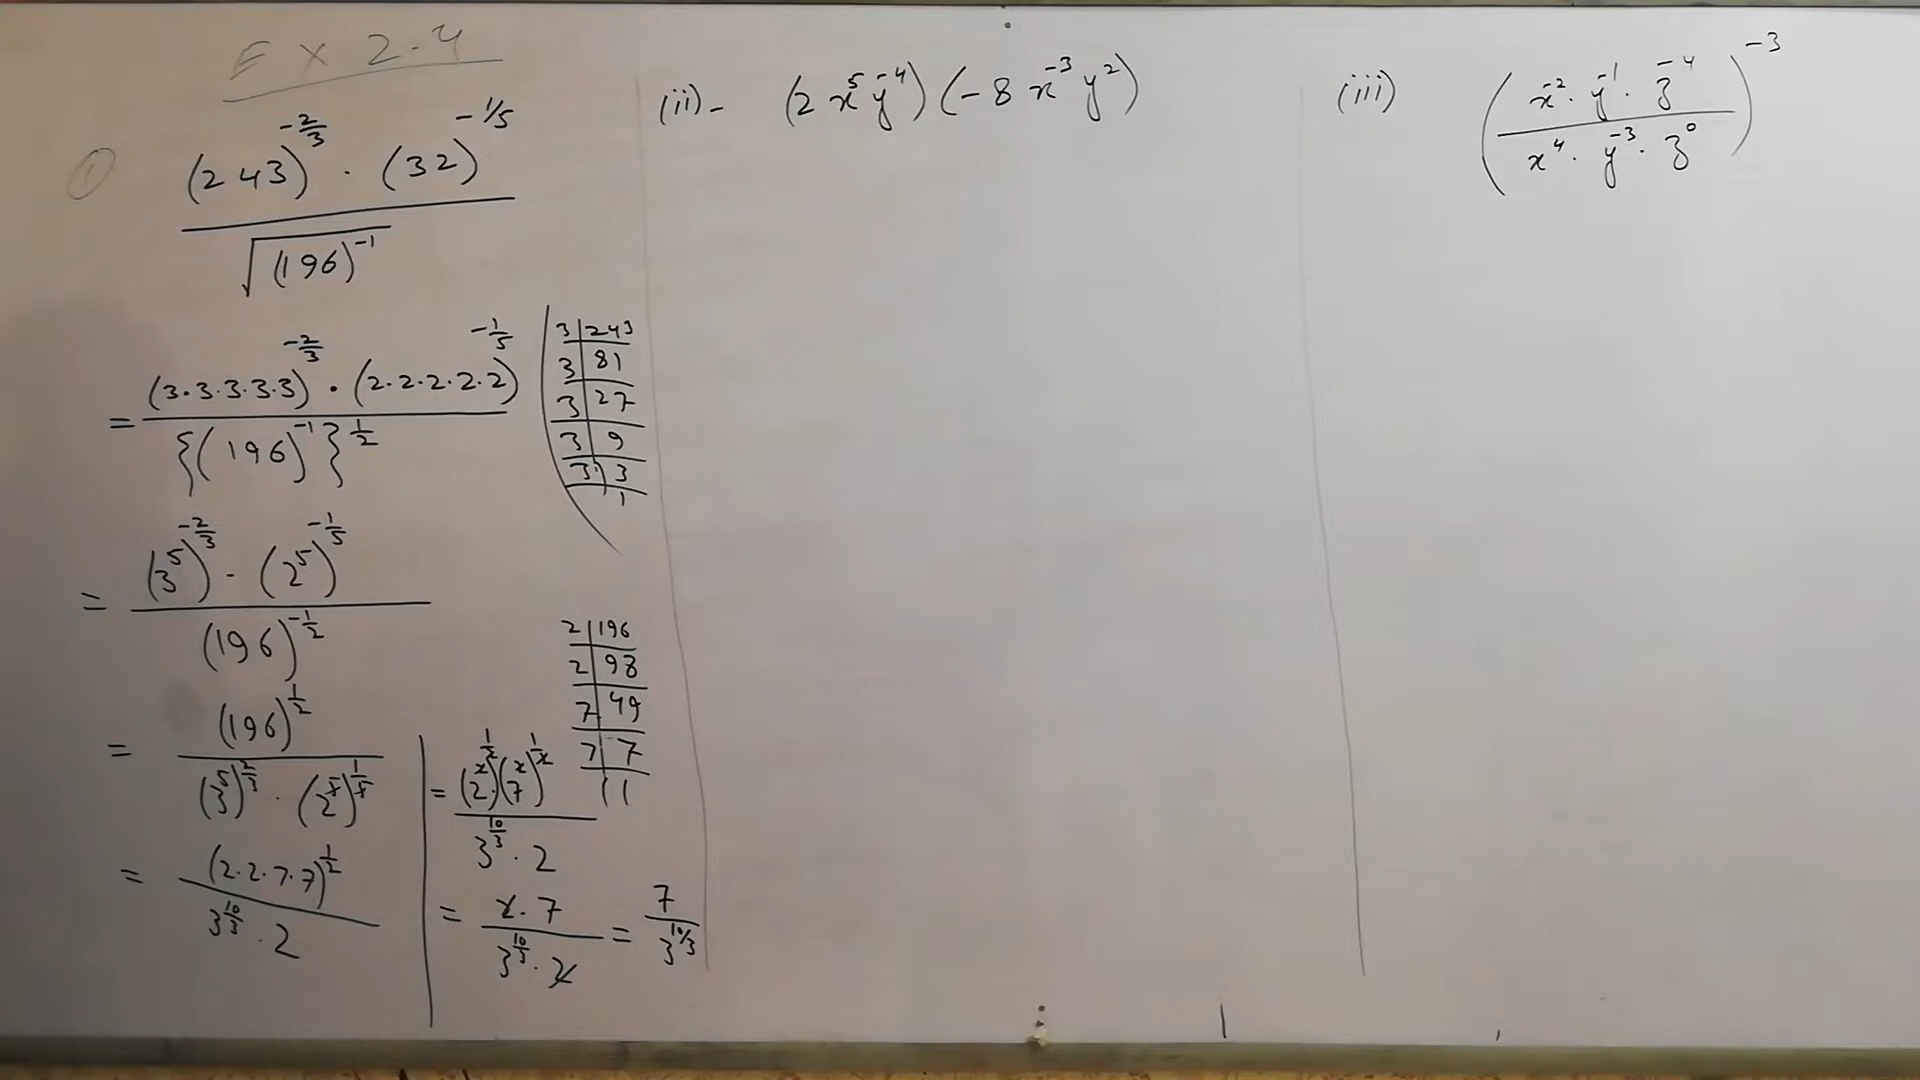 Ex 2.4
① (243)^{-2/3} · (32)^{-1/5} / √(196)^{-1}
= (3·3·3·3·3)^{-2/3} · (2·2·2·2·2)^{-1/5} / {(196)^{-1}}^{1/2}
= (3^5)^{-2/3} · (2^5)^{-1/5} / (196)^{-1/2}
= (196)^{1/2} / (3^5)^{2/3} · (2^5)^{1/5}
= (2·2·7·7)^{1/2} / 3^{10/3} · 2
3 | 243
3 | 81
3 | 27
3 | 9
3 | 3
1
2 | 196
2 | 98
7 | 49
7 | 7
1
= (2^2)^{1/2} · (7^2)^{1/2} / 3^{10/3} · 2
= 2·7 / 3^{10/3} · 2 = 7 / 3^{10/3}
(ii)- (2x^5y^{-4})(-8x^{-3}y^2)
(iii) (x^{-2}·y^{-1}·z^{-4} / x^4·y^{-3}·z^0)^{-3}